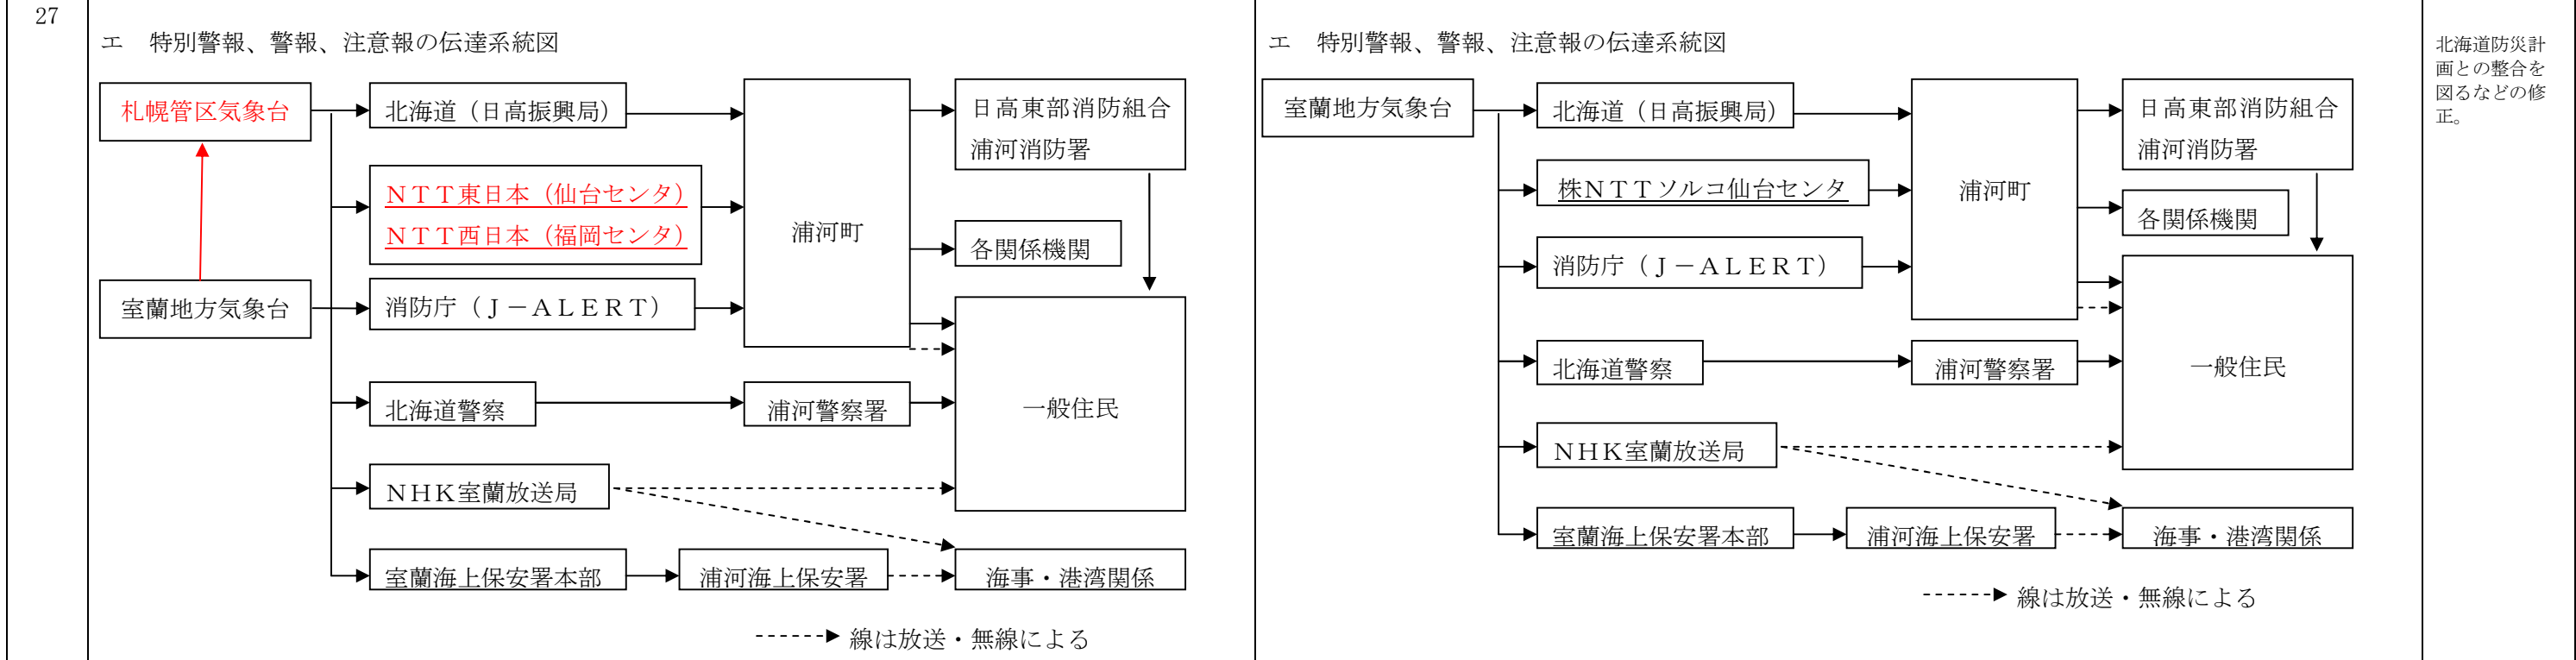 27
エ　特別警報、警報、注意報の伝達系統図
札幌管区気象台
北海道（日高振興局）
日高東部消防組合
浦河消防署
ＮＴＴ東日本（仙台センタ）
ＮＴＴ西日本（福岡センタ）
浦河町
各関係機関
室蘭地方気象台
消防庁（Ｊ－ＡＬＥＲＴ）
北海道警察
浦河警察署
一般住民
ＮＨＫ室蘭放送局
室蘭海上保安署本部
浦河海上保安署
海事・港湾関係
線は放送・無線による
エ　特別警報、警報、注意報の伝達系統図
室蘭地方気象台
北海道（日高振興局）
日高東部消防組合
浦河消防署
株ＮＴＴソルコ仙台センタ
浦河町
各関係機関
消防庁（Ｊ－ＡＬＥＲＴ）
北海道警察
浦河警察署
一般住民
ＮＨＫ室蘭放送局
室蘭海上保安署本部
浦河海上保安署
海事・港湾関係
線は放送・無線による
北海道防災計
画との整合を
図るなどの修
正。